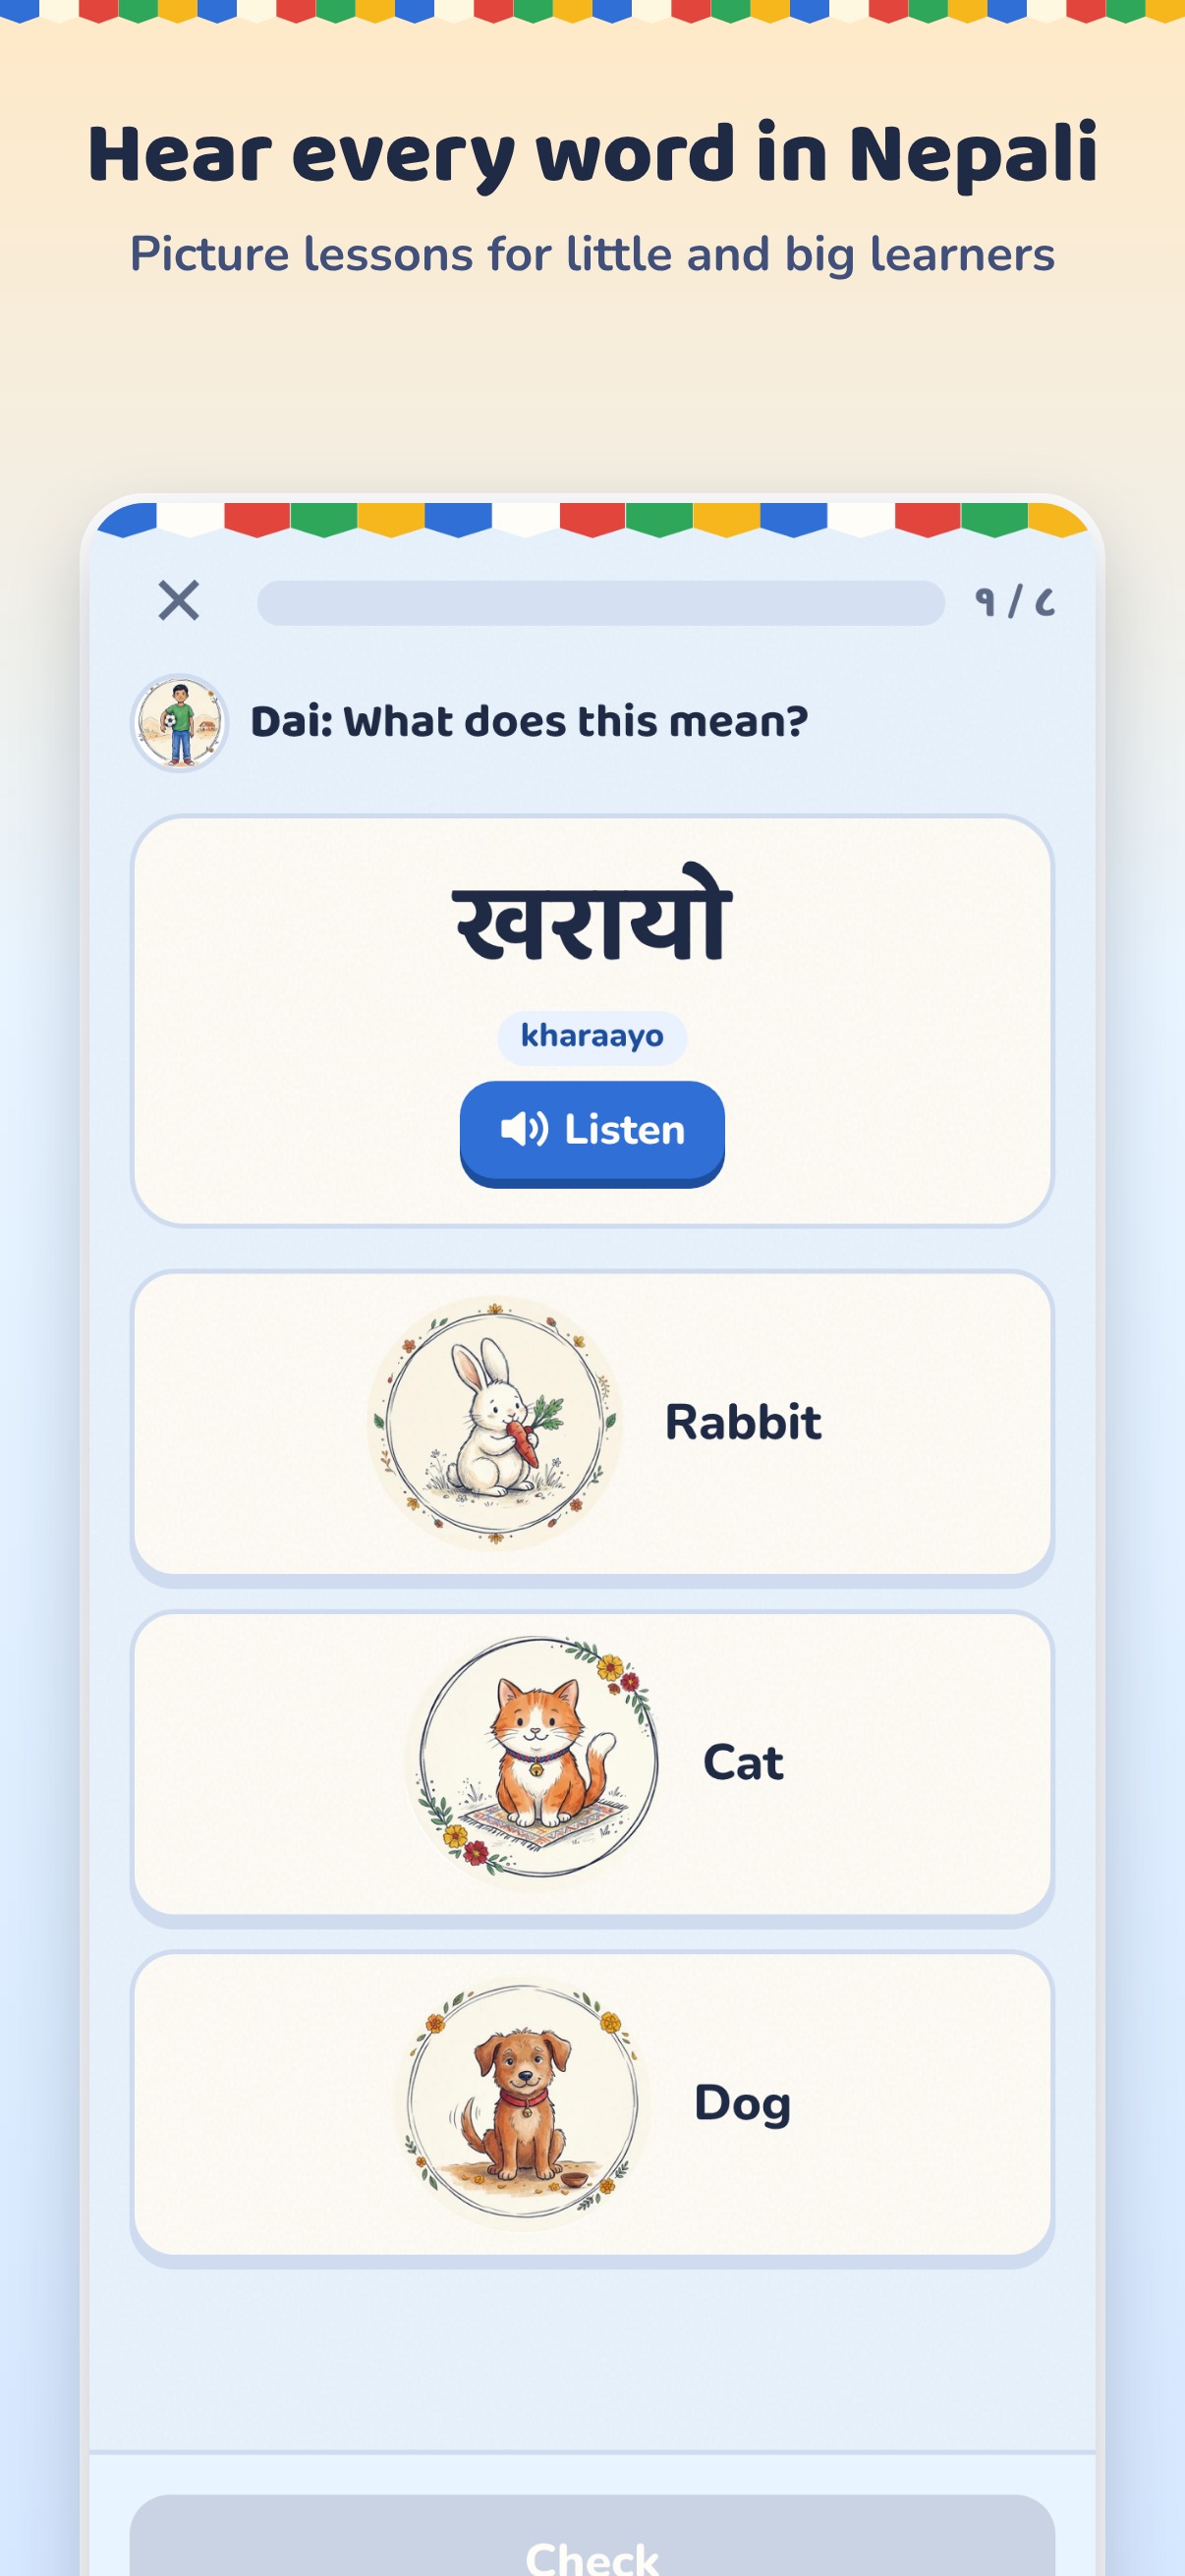 Hear every word in Nepali
Picture lessons for little and big learners
१ / ८
Dai: What does this mean?
खरायो
kharaayo
Listen
Rabbit
Cat
Dog
Check